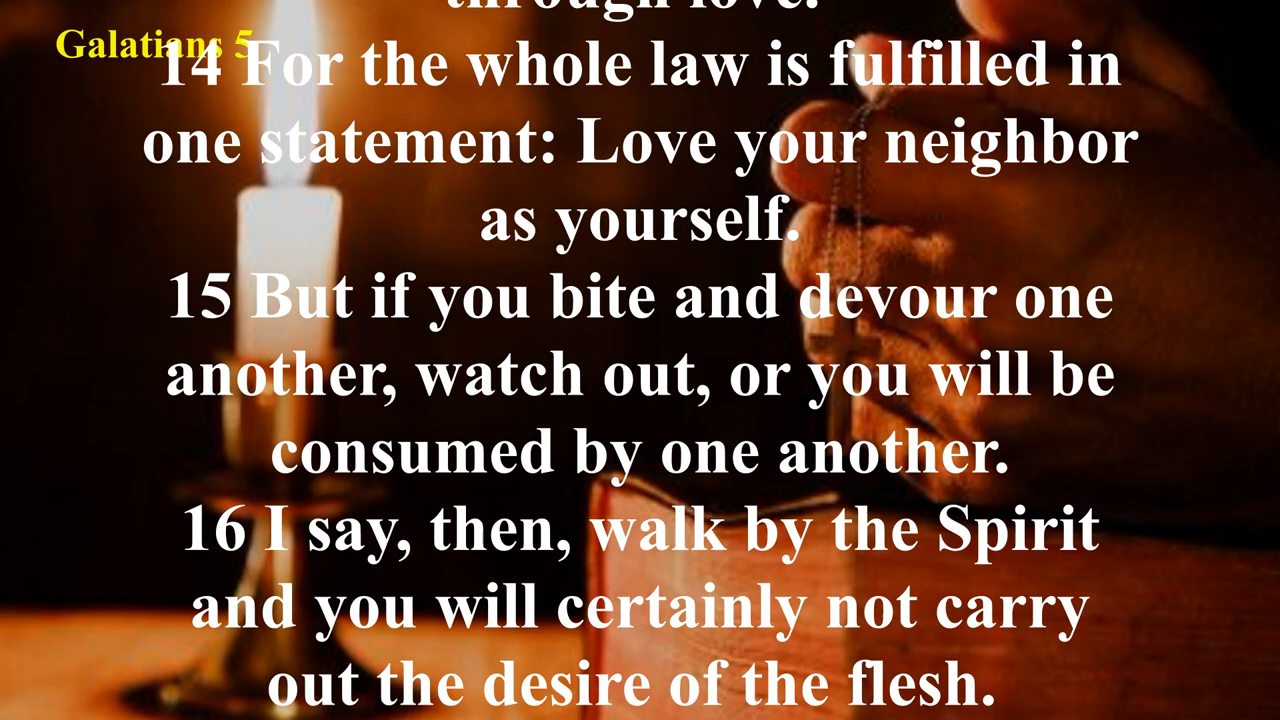 through love.
Galatians 5
14 For the whole law is fulfilled in
one statement: Love your neighbor
as yourself.
15 But if you bite and devour one
another, watch out, or you will be
consumed by one another.
16 I say, then, walk by the Spirit
and you will certainly not carry
out the desire of the flesh.